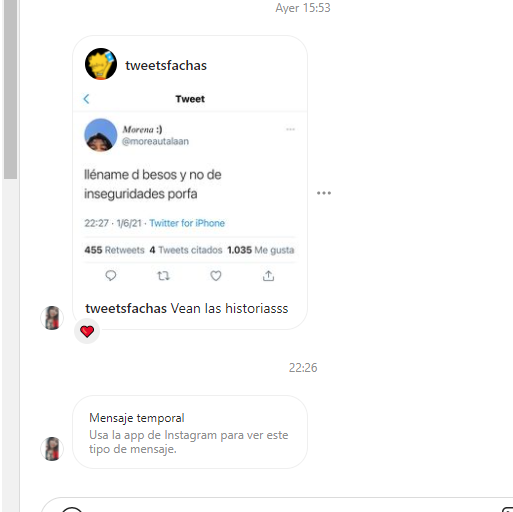 Ayer 15:53
tweetsfachas
Tweet
Morena :)
@moreautalaan
lléname d besos y no de
inseguridades porfa
22:27 · 1/6/21 · Twitter for iPhone
455 Retweets 4 Tweets citados 1.035 Me gusta
tweetsfachas Vean las historiasss
22:26
Mensaje temporal
Usa la app de Instagram para ver este
tipo de mensaje.